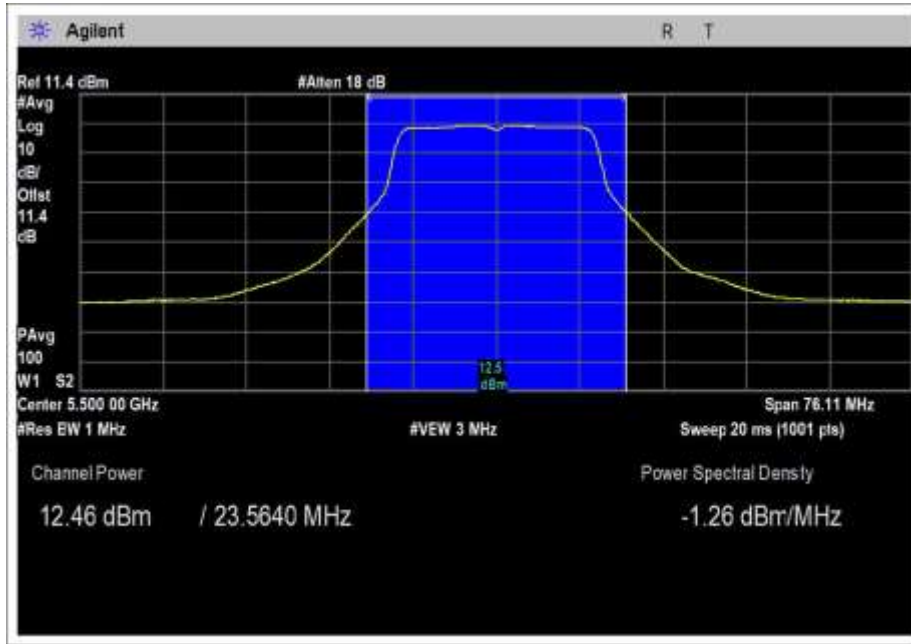 Agilent
R T
Ref 11.4 dBm #Atten 18 dB
#Avg
Log
10
dB/
Offst
11.4
dB
12.5
dBm
PAvg
100
W1 S2
Center 5.500 00 GHz Span 76.11 MHz
#Res BW 1 MHz #VBW 3 MHz Sweep 20 ms (1001 pts)
Channel Power Power Spectral Density
12.46 dBm / 23.5640 MHz -1.26 dBm/MHz